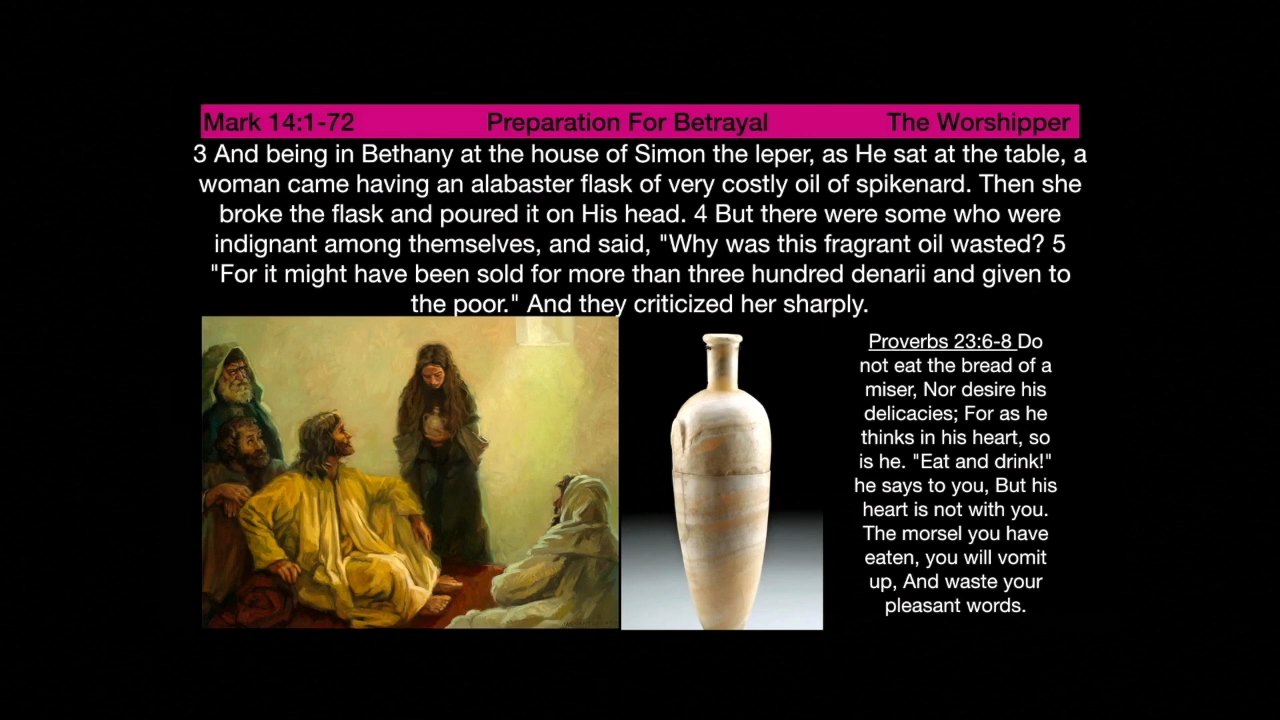 Mark 14:1-72 Preparation For Betrayal The Worshipper
3 And being in Bethany at the house of Simon the leper, as He sat at the table, a
woman came having an alabaster flask of very costly oil of spikenard. Then she
broke the flask and poured it on His head. 4 But there were some who were
indignant among themselves, and said, "Why was this fragrant oil wasted? 5
"For it might have been sold for more than three hundred denarii and given to
the poor." And they criticized her sharply.
Proverbs 23:6-8 Do
not eat the bread of a
miser, Nor desire his
delicacies; For as he
thinks in his heart, so
is he. "Eat and drink!"
he says to you, But his
heart is not with you.
The morsel you have
eaten, you will vomit
up, And waste your
pleasant words.